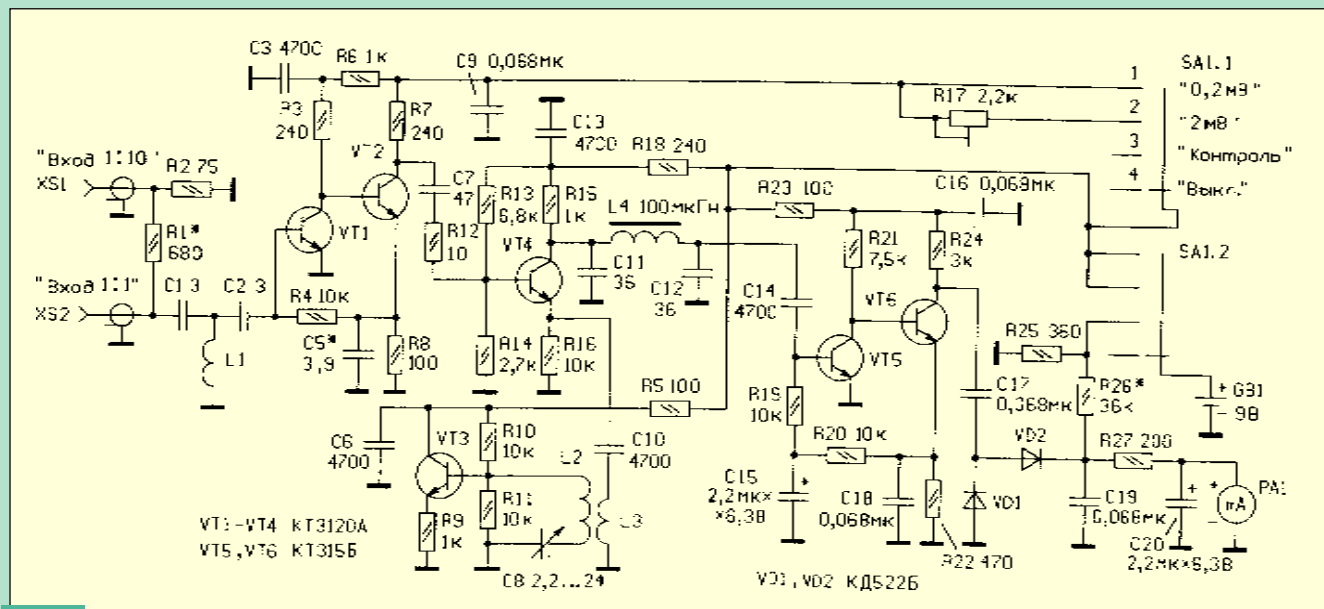 C3 4700
R6 1к
C9 0,068мк
SA1.1
1
"0,2мВ"
R3
240
R7
240
C13
4700
R17 2,2к
2
"2мВ"
3
"Контроль"
4
"Выкл."
R18 240
"Вход 1:10"
XS1
R2 75
VT2
C7
47
R13
6,8к
R15
1к
R23 100
C16 0,068мк
L4 100мкГн
R1*
680
VT1
R12
10
VT4
R21
7,5к
R24
3к
SA1.2
"Вход 1:1"
XS2
C1 3
C2 3
R4 10к
C11
36
C12
36
C14
4700
VT6
L1
C5*
3,9
R8
100
R14
2,7к
R16
10к
VT5
R25 360
R5 100
R19
10к
C17
0,068мк
R26*
36к
+ GB1
- 9В
C6
4700
VT3
R10
10к
L2
C10
4700
R20 10к
VD2
R27 200
R11
10к
C15
2,2мк×
×6,3В
+
C18
0,068мк
VD1
C19
0,068мк
+
+
PA1
mA
-
L3
R9
1к
C20
2,2мк×6,3В
R22 470
VT1-VT4 КТ3120А
VT5,VT6 КТ315Б
C8 2,2...24
VD1,VD2 КД522Б